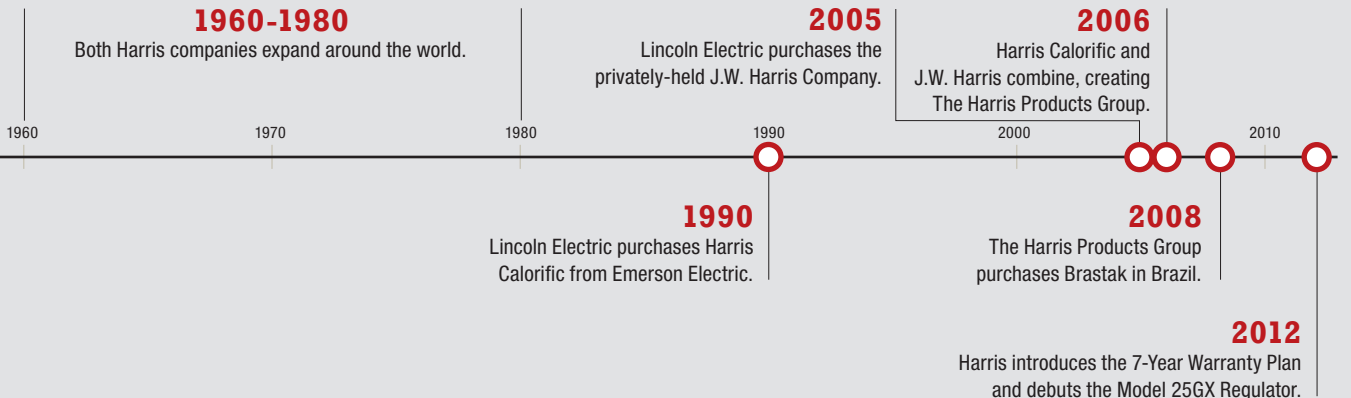 1960-1980
Both Harris companies expand around the world.
2005
Lincoln Electric purchases the
privately-held J.W. Harris Company.
2006
Harris Calorific and
J.W. Harris combine, creating
The Harris Products Group.
1960
1970
1980
1990
2000
2010
1990
Lincoln Electric purchases Harris
Calorific from Emerson Electric.
2008
The Harris Products Group
purchases Brastak in Brazil.
2012
Harris introduces the 7-Year Warranty Plan
and debuts the Model 25GX Regulator.